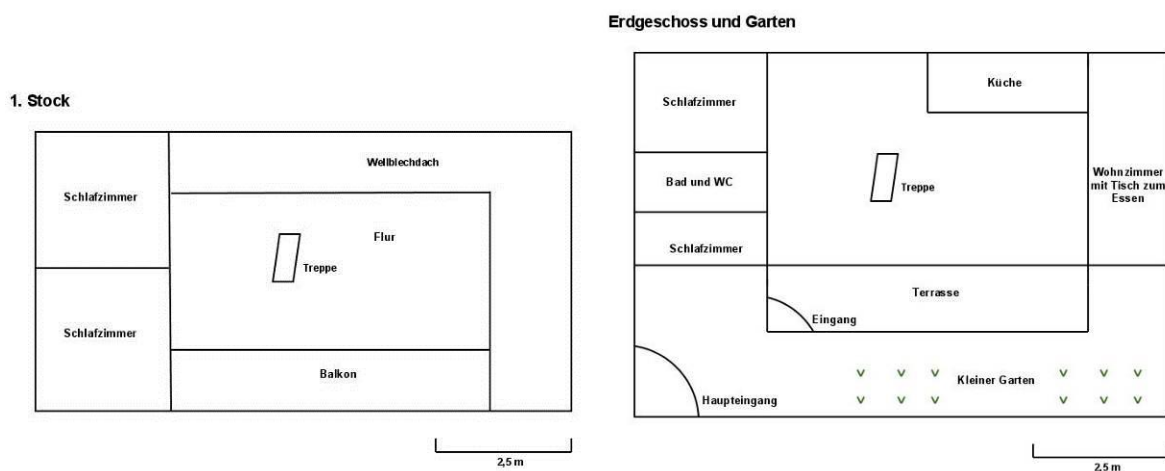 1. Stock
Schlafzimmer
Wellblechdach
Flur
Treppe
Schlafzimmer
Balkon
2,5 m
Erdgeschoss und Garten
Schlafzimmer
Küche
Bad und WC
Treppe
Wohnzimmer
mit Tisch zum
Essen
Schlafzimmer
Terrasse
Eingang
Kleiner Garten
Haupteingang
2,5 m